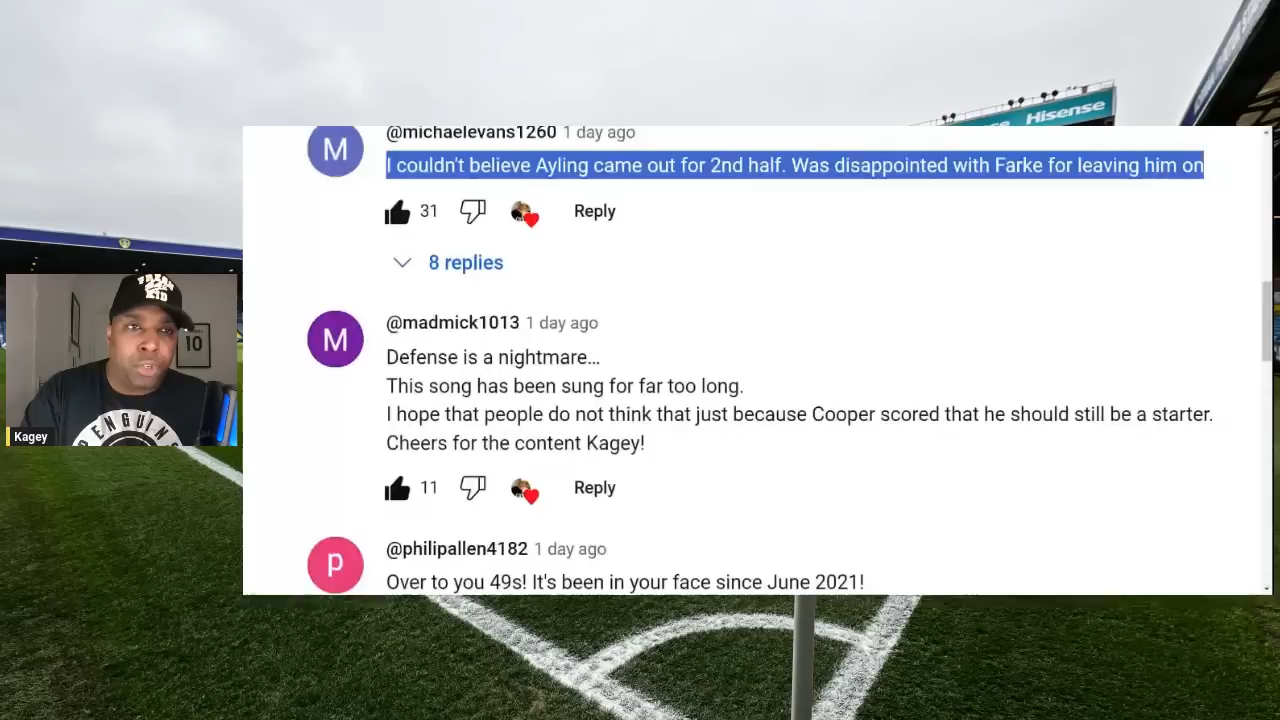 Hisense
@michaelevans1260 1 day ago
I couldn't believe Ayling came out for 2nd half. Was disappointed with Farke for leaving him on
31 Reply
8 replies
@madmick1013 1 day ago
Defense is a nightmare...
This song has been sung for far too long.
I hope that people do not think that just because Cooper scored that he should still be a starter.
Cheers for the content Kagey!
11 Reply
@philipallen4182 1 day ago
Over to you 49s! It's been in your face since June 2021!
M
M
p
10
KID
PENGUINS
Kagey